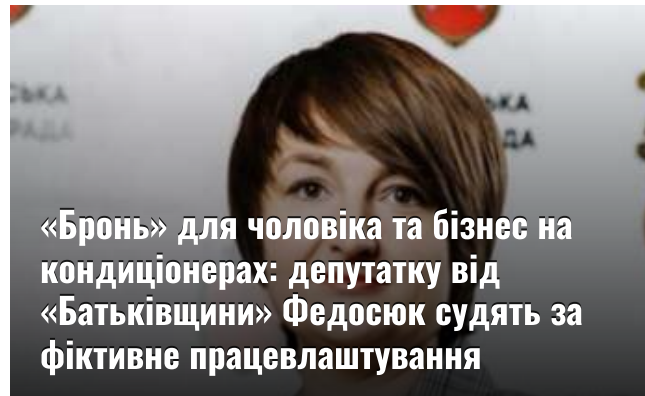 «Бронь» для чоловіка та бізнес на
кондиціонерах: депутатку від
«Батьківщини» Федосюк судять за
фіктивне працевлаштування